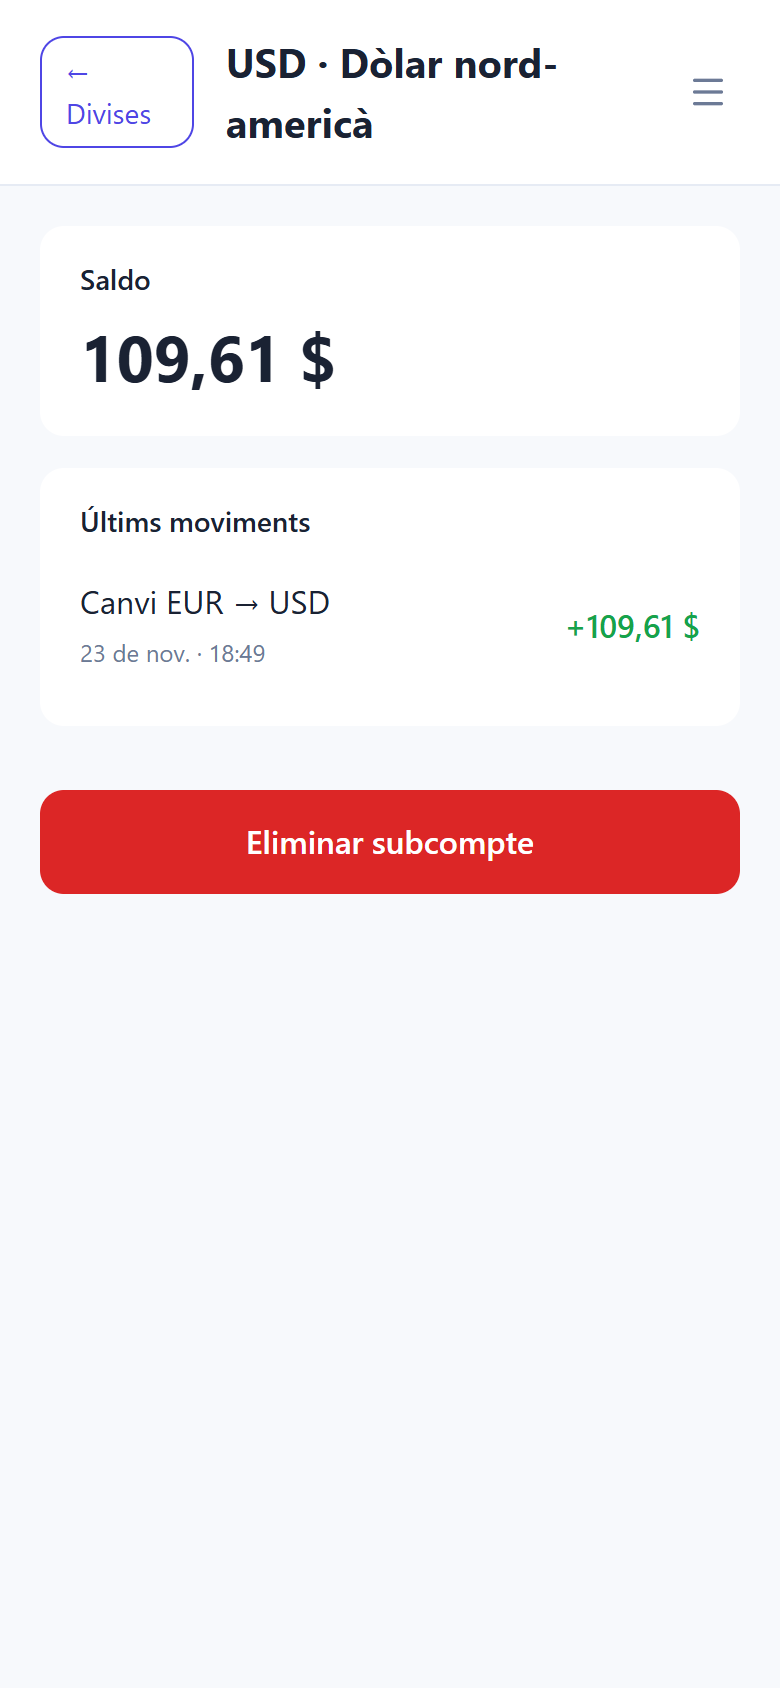 ←
Divises
USD · Dòlar nord-
americà
Saldo
109,61 $
Últims moviments
Canvi EUR → USD
23 de nov. · 18:49
+109,61 $
Eliminar subcompte